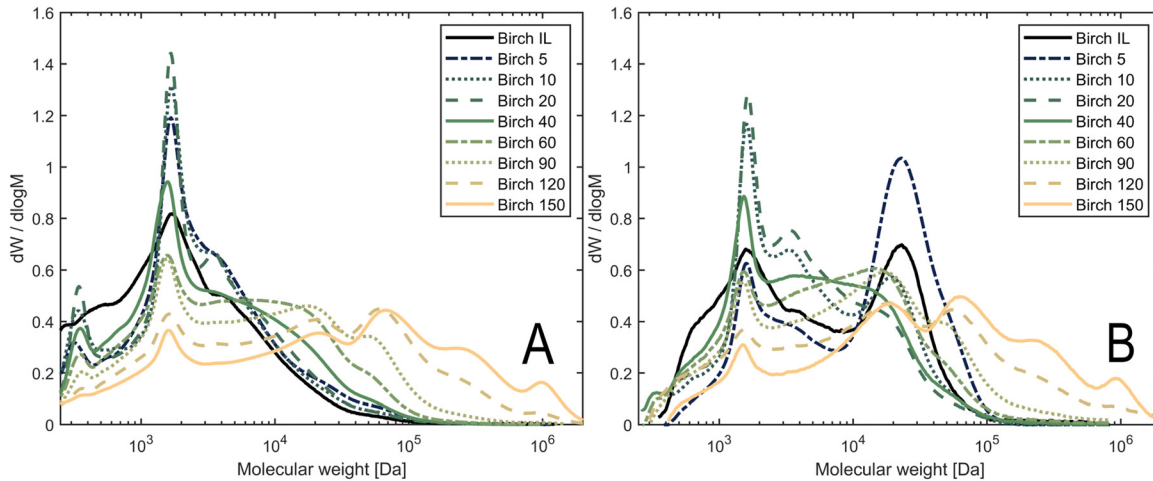 1.6
1.4
1.2
1
0.8
0.6
0.4
0.2
0
dW / dlogM
10³
10⁴
10⁵
10⁶
Molecular weight [Da]
Birch IL
Birch 5
Birch 10
Birch 20
Birch 40
Birch 60
Birch 90
Birch 120
Birch 150
A
1.6
1.4
1.2
1
0.8
0.6
0.4
0.2
0
dW / dlogM
10³
10⁴
10⁵
10⁶
Molecular weight [Da]
Birch IL
Birch 5
Birch 10
Birch 20
Birch 40
Birch 60
Birch 90
Birch 120
Birch 150
B